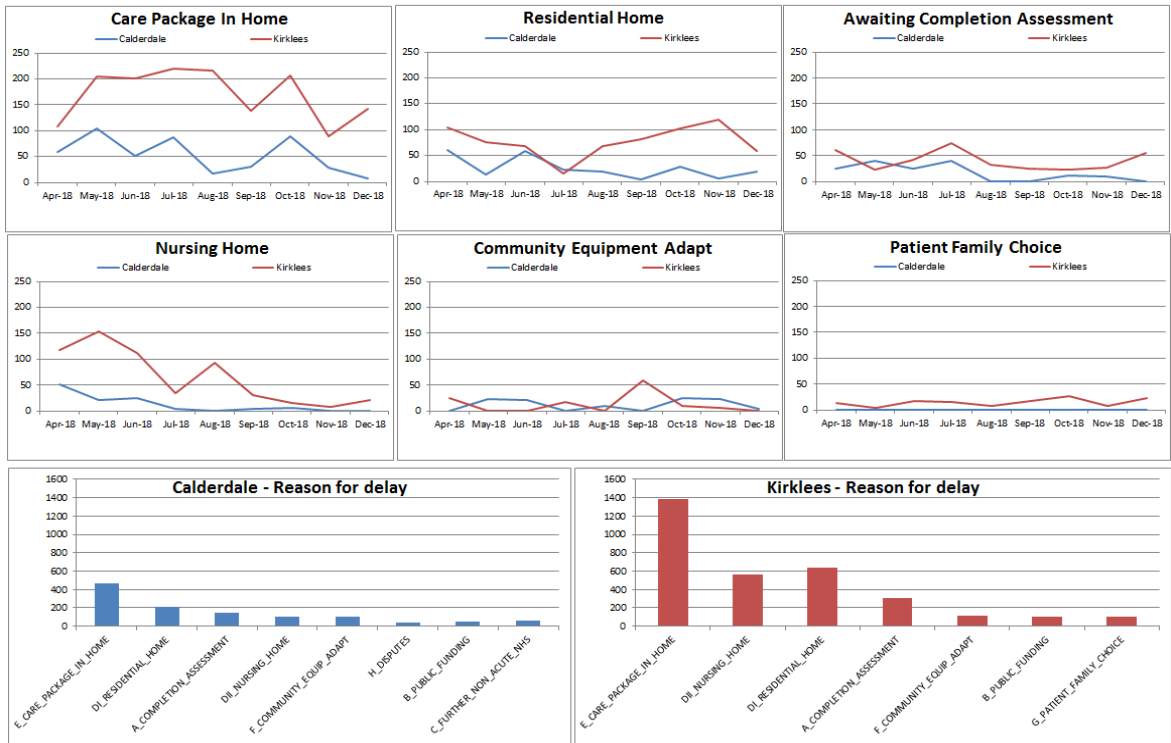 Care Package In Home
Calderdale Kirklees
250
200
150
100
50
0
Apr-18 May-18 Jun-18 Jul-18 Aug-18 Sep-18 Oct-18 Nov-18 Dec-18
Residential Home
Calderdale Kirklees
250
200
150
100
50
0
Apr-18 May-18 Jun-18 Jul-18 Aug-18 Sep-18 Oct-18 Nov-18 Dec-18
Awaiting Completion Assessment
Calderdale Kirklees
250
200
150
100
50
0
Apr-18 May-18 Jun-18 Jul-18 Aug-18 Sep-18 Oct-18 Nov-18 Dec-18
Nursing Home
Calderdale Kirklees
250
200
150
100
50
0
Apr-18 May-18 Jun-18 Jul-18 Aug-18 Sep-18 Oct-18 Nov-18 Dec-18
Community Equipment Adapt
Calderdale Kirklees
250
200
150
100
50
0
Apr-18 May-18 Jun-18 Jul-18 Aug-18 Sep-18 Oct-18 Nov-18 Dec-18
Patient Family Choice
Calderdale Kirklees
250
200
150
100
50
0
Apr-18 May-18 Jun-18 Jul-18 Aug-18 Sep-18 Oct-18 Nov-18 Dec-18
Calderdale - Reason for delay
1600
1400
1200
1000
800
600
400
200
0
E_CARE_PACKAGE_IN_HOME
DI_RESIDENTIAL_HOME
A_COMPLETION_ASSESSMENT
DII_NURSING_HOME
F_COMMUNITY_EQUIP_ADAPT
H_DISPUTES
B_PUBLIC_FUNDING
C_FURTHER_NON_ACUTE_NHS
Kirklees - Reason for delay
1600
1400
1200
1000
800
600
400
200
0
E_CARE_PACKAGE_IN_HOME
DII_NURSING_HOME
DI_RESIDENTIAL_HOME
A_COMPLETION_ASSESSMENT
F_COMMUNITY_EQUIP_ADAPT
B_PUBLIC_FUNDING
G_PATIENT_FAMILY_CHOICE